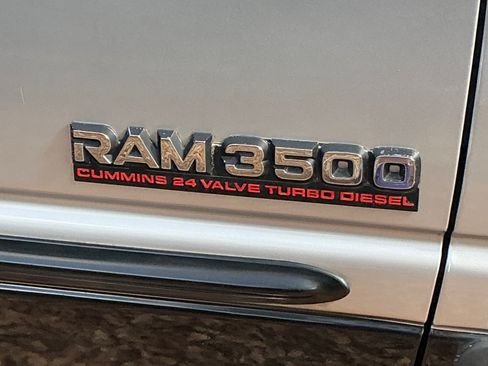 RAM 3500
CUMMINS 24 VALVE TURBO DIESEL